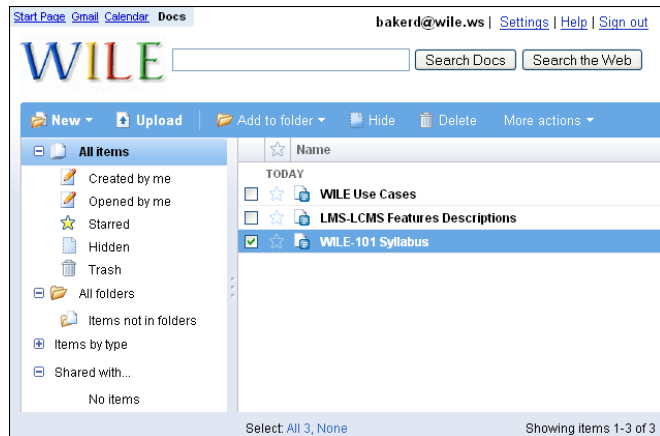 Start Page Gmail Calendar Docs
bakerd@wile.ws | Settings | Help | Sign out
WILE
Search Docs
Search the Web
New
Upload
Add to folder
Hide
Delete
More actions
All items
Created by me
Opened by me
Starred
Hidden
Trash
All folders
Items not in folders
Items by type
Shared with...
No items
Name
TODAY
WILE Use Cases
LMS-LCMS Features Descriptions
WILE-101 Syllabus
Select: All 3, None
Showing items 1-3 of 3